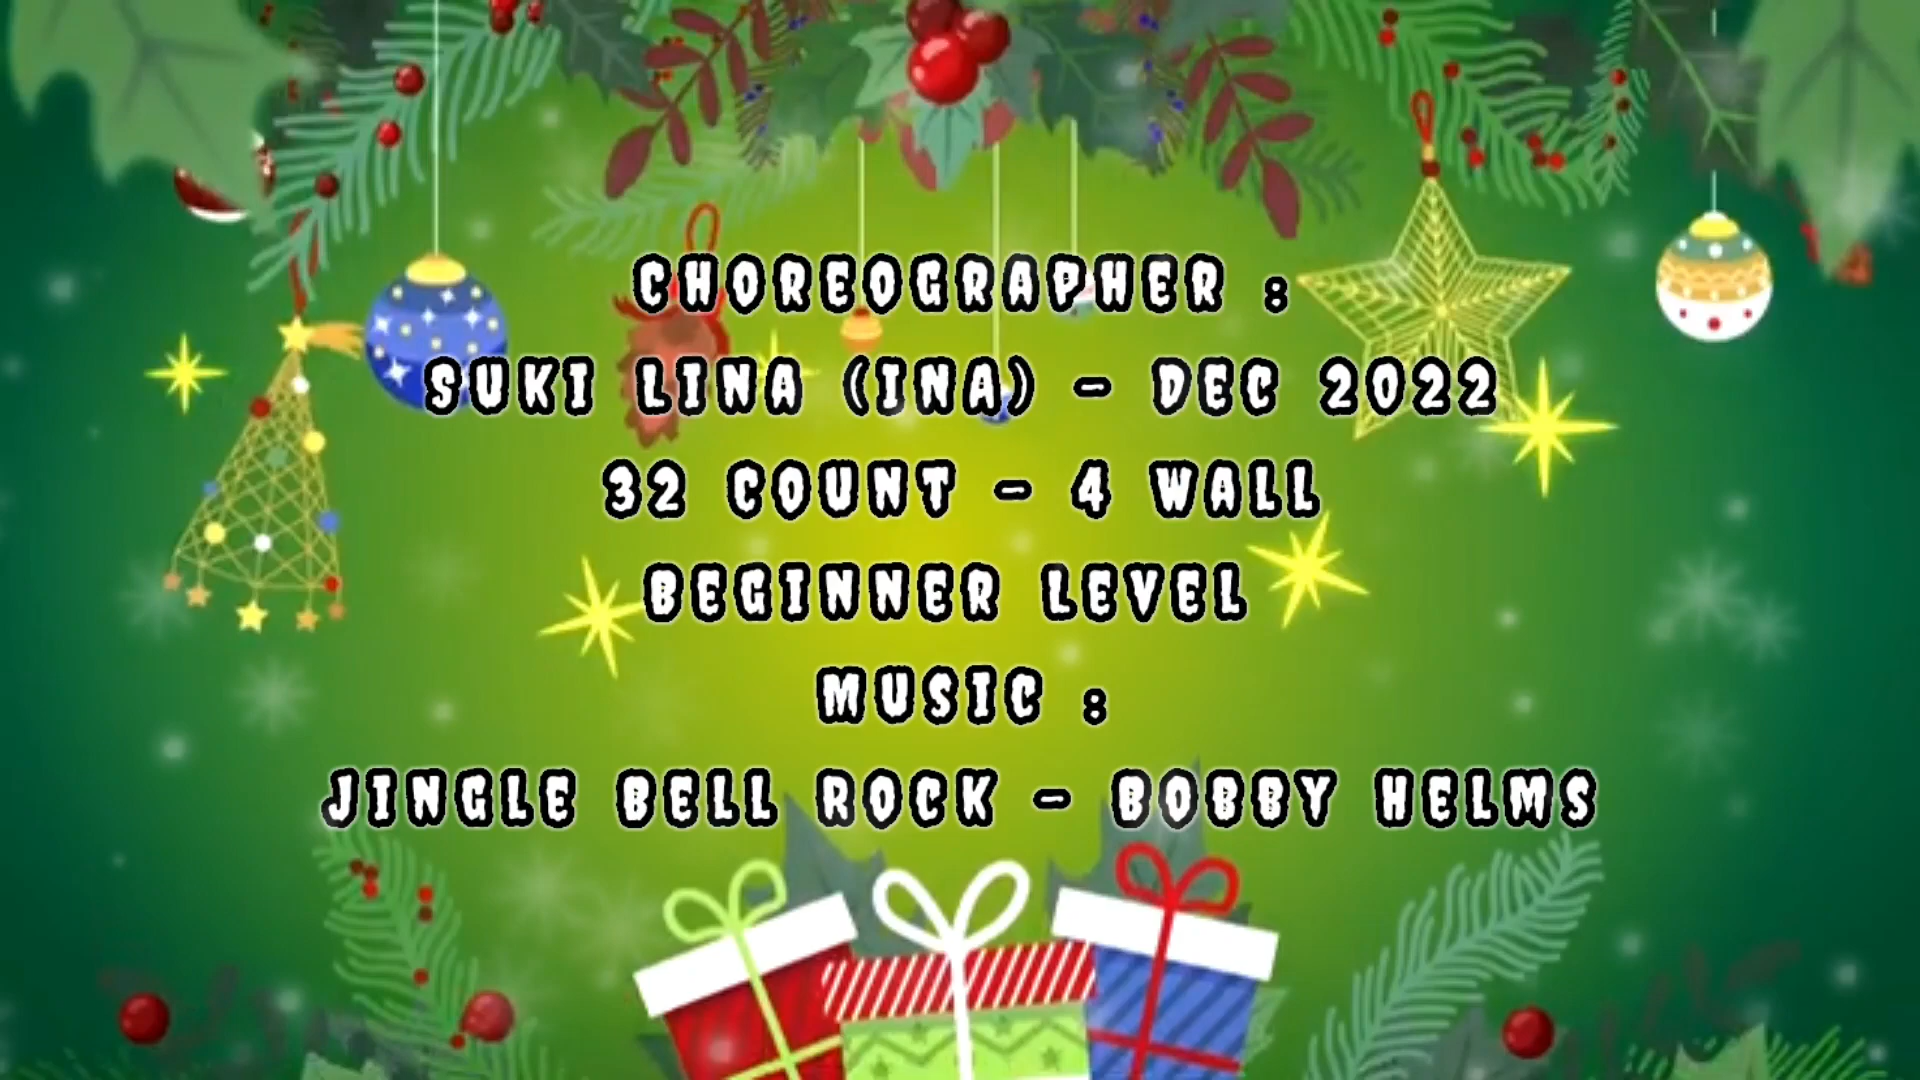 CHOREOGRAPHER :
SUKI LINA (INA) - DEC 2022
32 COUNT - 4 WALL
BEGINNER LEVEL
MUSIC :
JINGLE BELL ROCK - BOBBY HELMS